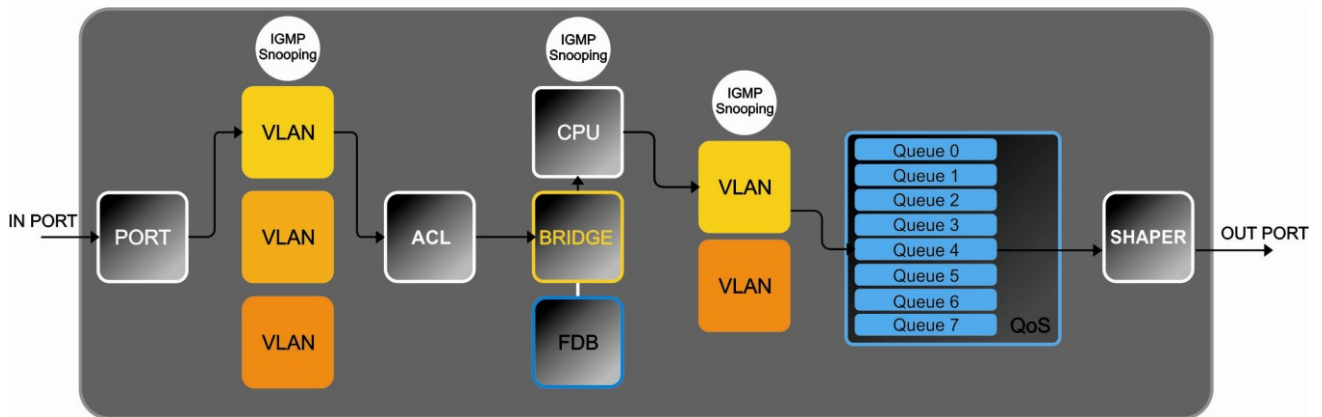 IGMP
Snooping
IGMP
Snooping
IGMP
Snooping
VLAN
CPU
VLAN
Queue 0
Queue 1
Queue 2
Queue 3
Queue 4
Queue 5
Queue 6
Queue 7
QoS
IN PORT
PORT
VLAN
ACL
BRIDGE
SHAPER
OUT PORT
VLAN
VLAN
FDB